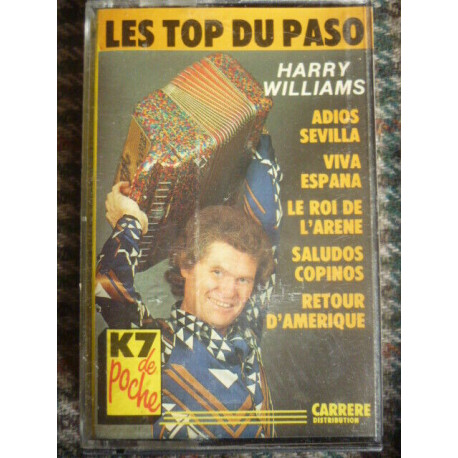 LES TOP DU PASO
HARRY
WILLIAMS
ADIOS
SEVILLA
VIVA
ESPANA
LE ROI DE
L'ARENE
SALUDOS
COPINOS
RETOUR
D'AMERIQUE
K7
de
poche
CARRERE
DISTRIBUTION